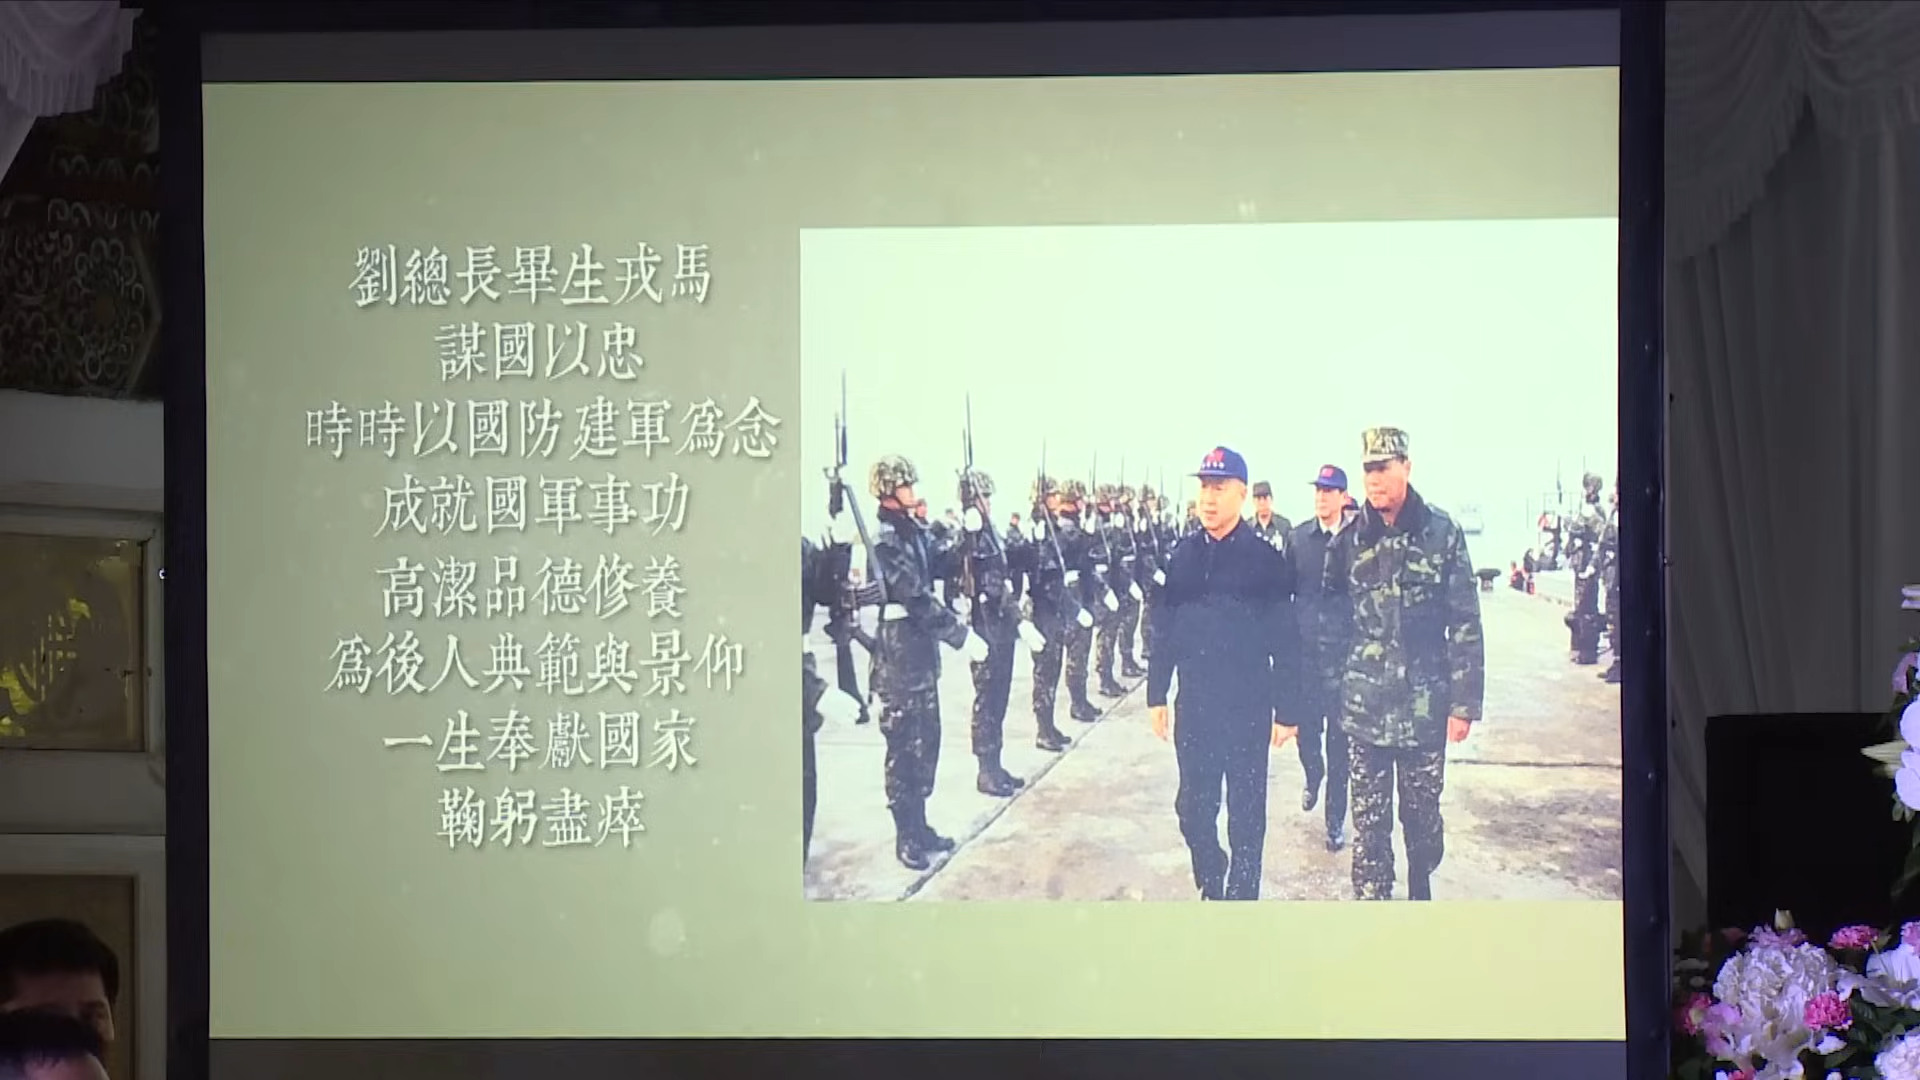 劉總長畢生戎馬
謀國以忠
時時以國防建軍爲念
成就國軍事功
高潔品德修養
爲後人典範與景仰
一生奉獻國家
鞠躬盡瘁